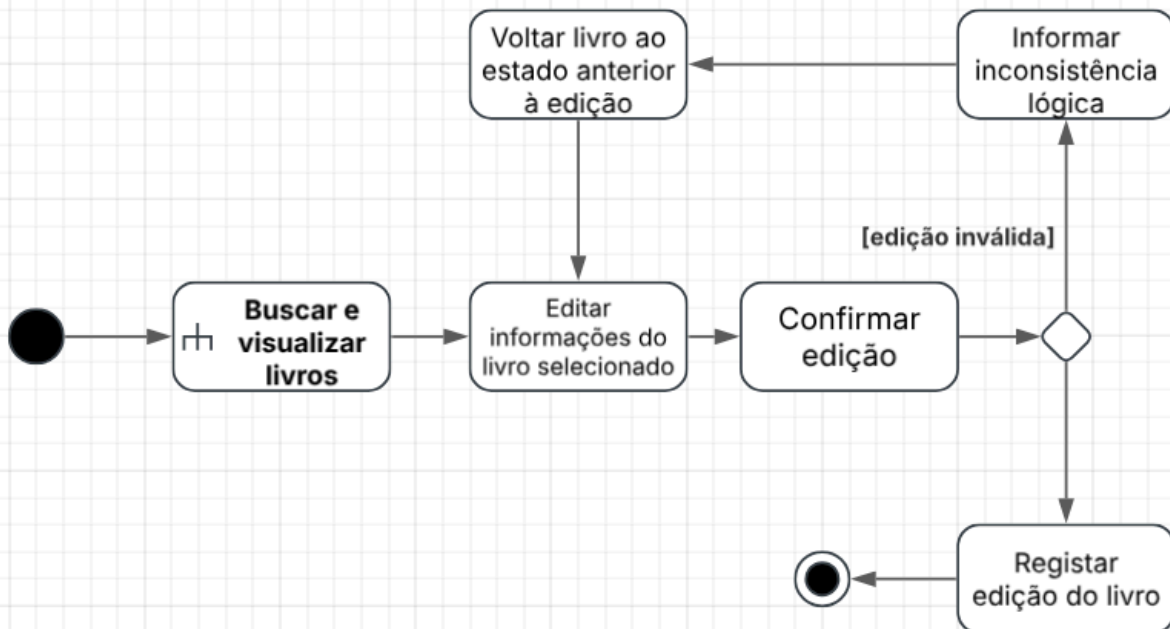 Voltar livro ao
estado anterior
à edição
Informar
inconsistência
lógica
[edição inválida]
Buscar e
visualizar
livros
Editar
informações do
livro selecionado
Confirmar
edição
Registar
edição do livro